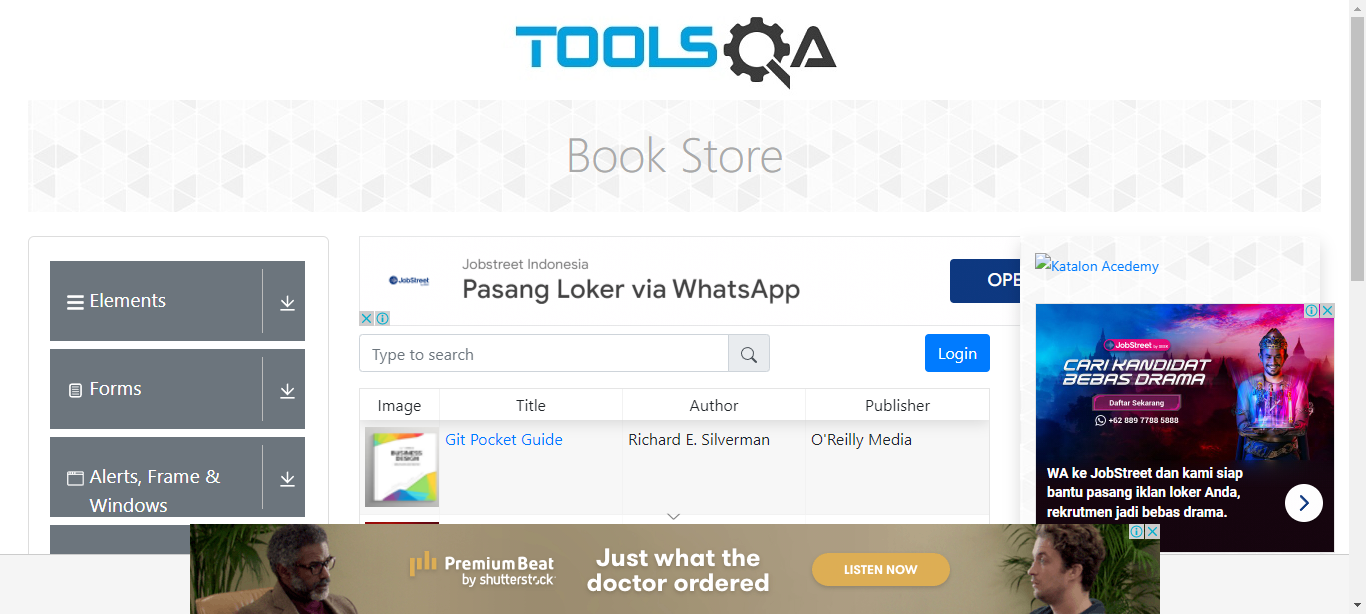 TOOLSQA
Book Store
Elements
Forms
Alerts, Frame &
Windows
Jobstreet Indonesia
JobStreet
Pasang Loker via WhatsApp
OPE
Type to search
Login
Image Title Author Publisher
BUSINESS
DESIGN
Git Pocket Guide Richard E. Silverman O'Reilly Media
Katalon Acedemy
JobStreet by SEEK
CARI KANDIDAT
BEBAS DRAMA
Daftar Sekarang
+62 889 7788 5888
WA ke JobStreet dan kami siap
bantu pasang iklan loker Anda,
rekrutmen jadi bebas drama.
PremiumBeat
by shutterstock
Just what the
doctor ordered
LISTEN NOW